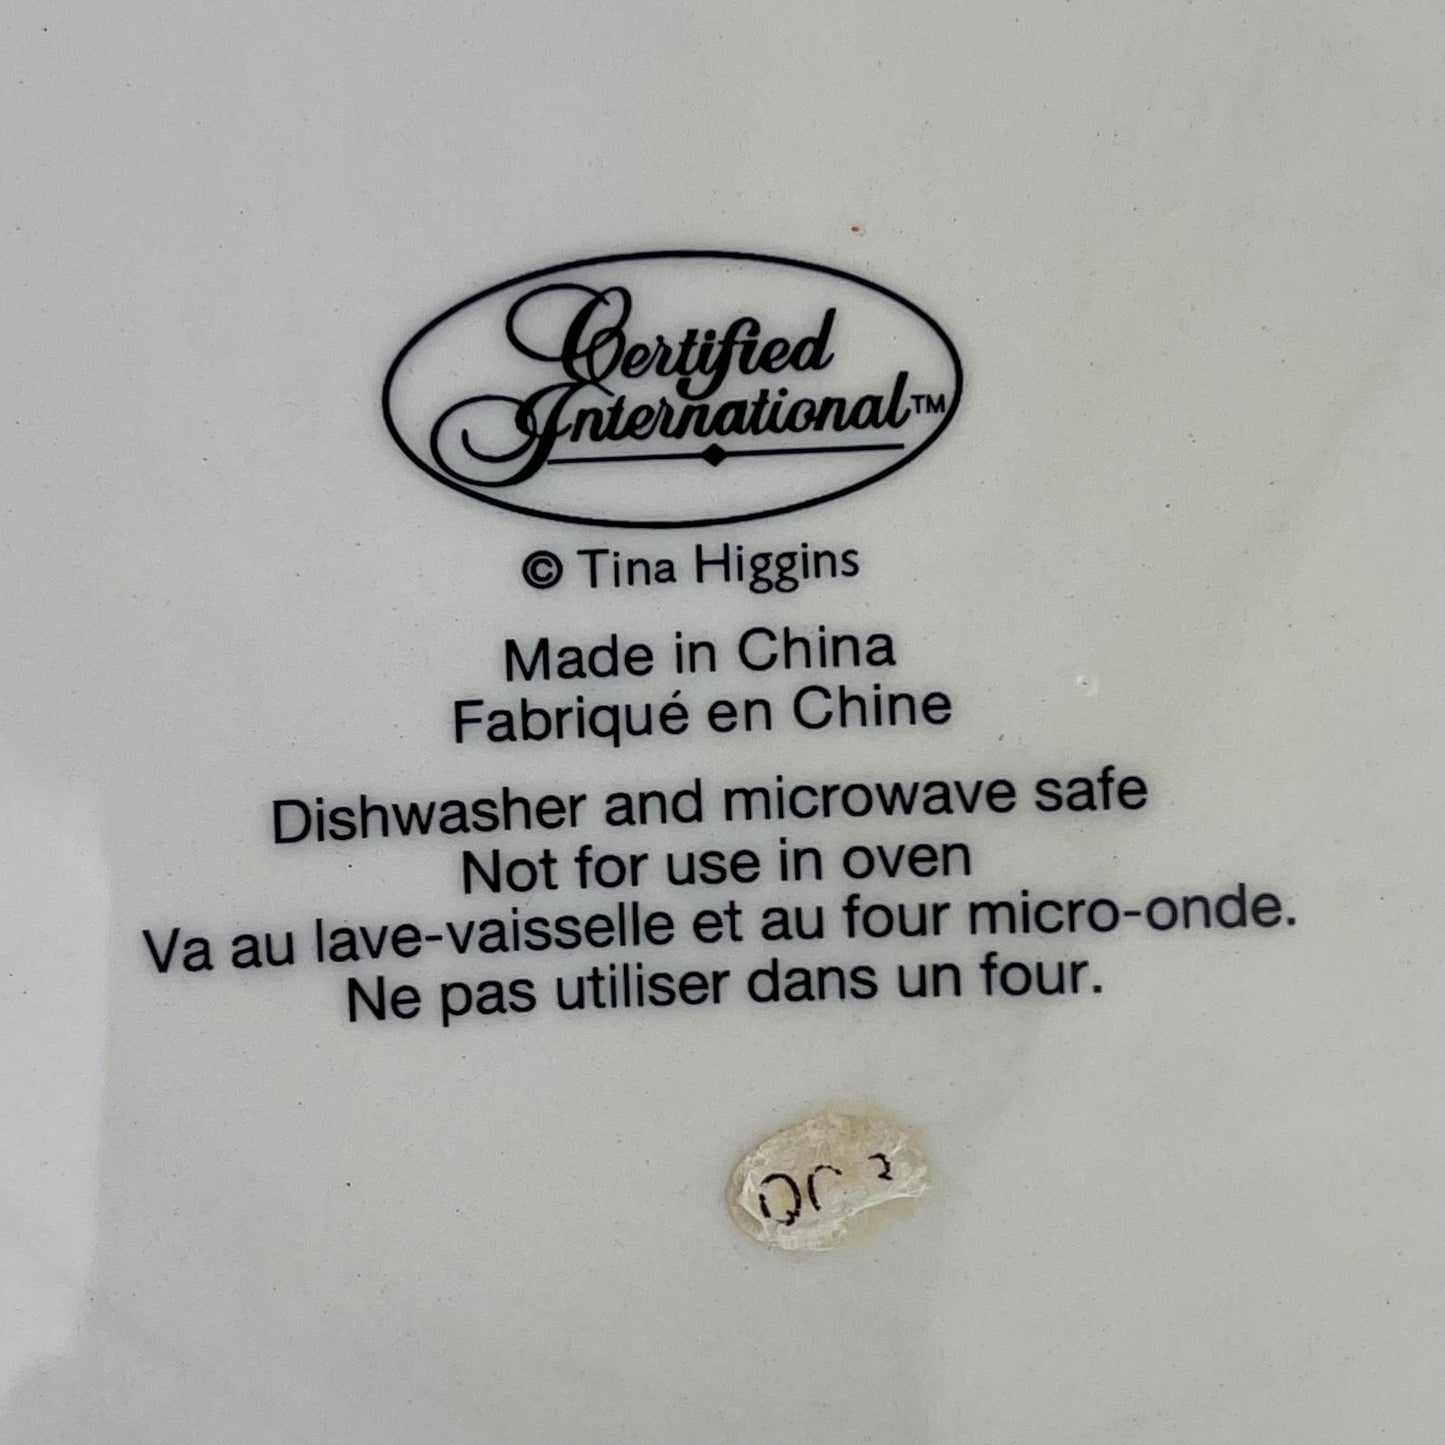 Certified
International™
© Tina Higgins
Made in China
Fabriqué en Chine
Dishwasher and microwave safe
Not for use in oven
Va au lave-vaisselle et au four micro-onde.
Ne pas utiliser dans un four.